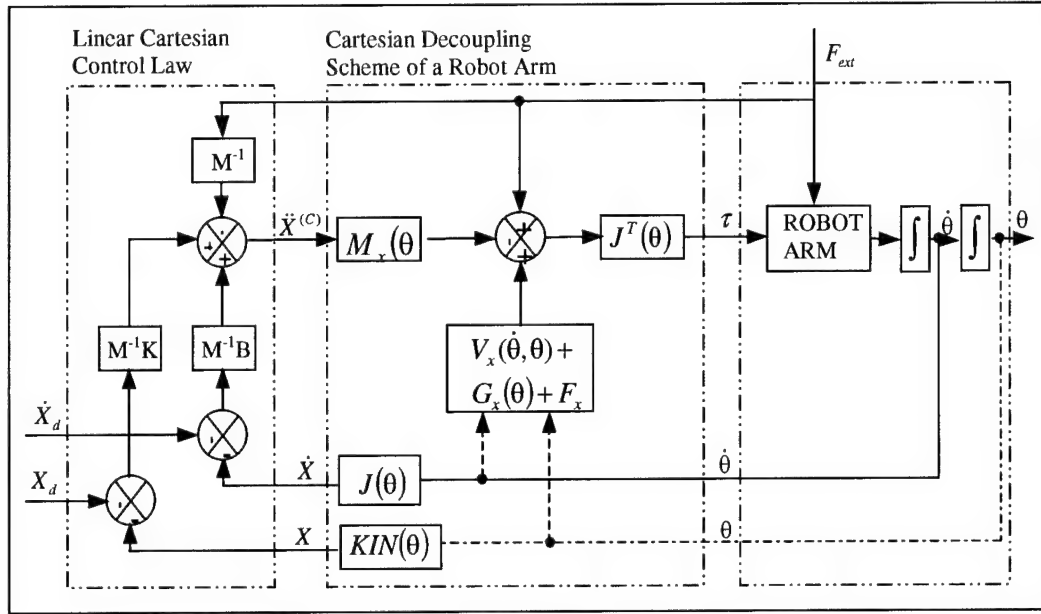 Linear Cartesian
Control Law
Cartesian Decoupling
Scheme of a Robot Arm
F_ext
M⁻¹
Ẍ^(C)
M_x(θ
J^T(θ)
τ
ROBOT
ARM
∫
θ̇
∫
θ
M⁻¹K
M⁻¹B
V_x(θ̇,θ)+
G_x(θ)+F_x
Ẋ_d
Ẋ
J(θ)
θ̇
X_d
X
KIN(θ)
θ